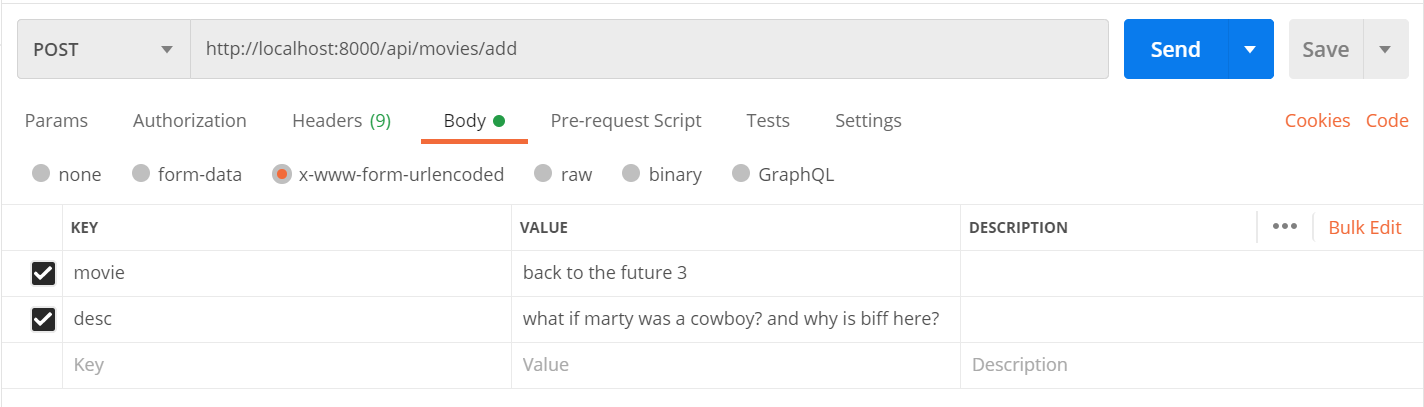 POST http://localhost:8000/api/movies/add Send Save
Params Authorization Headers (9) Body Pre-request Script Tests Settings Cookies Code
none form-data x-www-form-urlencoded raw binary GraphQL
KEY VALUE DESCRIPTION ••• Bulk Edit
movie back to the future 3
desc what if marty was a cowboy? and why is biff here?
Key Value Description